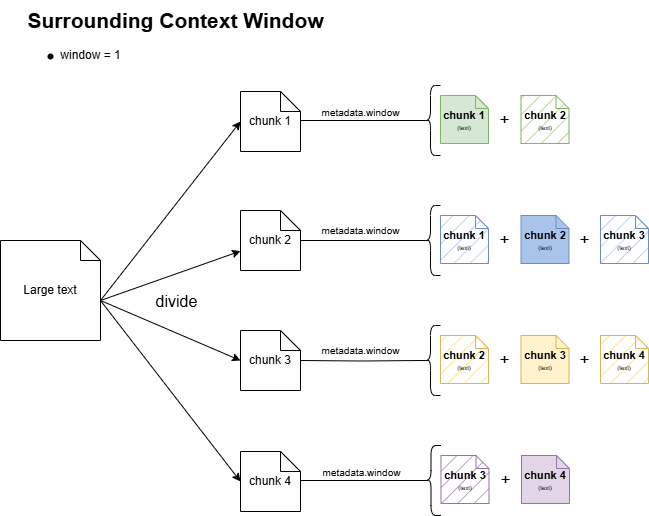 Surrounding Context Window
● window = 1
chunk 1
metadata.window
chunk 1
(text)
+
chunk 2
(text)
chunk 2
metadata.window
chunk 1
(text)
+
chunk 2
(text)
+
chunk 3
(text)
Large text
divide
chunk 3
metadata.window
chunk 2
(text)
+
chunk 3
(text)
+
chunk 4
(text)
chunk 4
metadata.window
chunk 3
(text)
+
chunk 4
(text)